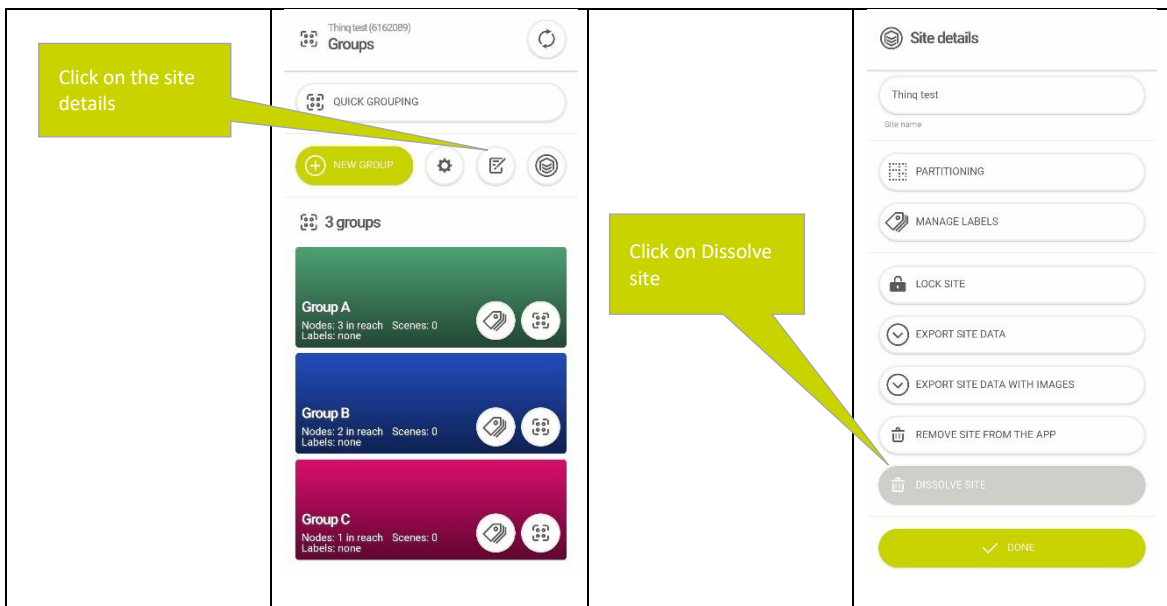 Click on the site
details
Thinq test (6162089)
Groups
QUICK GROUPING
NEW GROUP
3 groups
Group A
Nodes: 3 in reach Scenes: 0
Labels: none
Group B
Nodes: 2 in reach Scenes: 0
Labels: none
Group C
Nodes: 1 in reach Scenes: 0
Labels: none
Click on Dissolve
site
Site details
Thinq test
Site name
PARTITIONING
MANAGE LABELS
LOCK SITE
EXPORT SITE DATA
EXPORT SITE DATA WITH IMAGES
REMOVE SITE FROM THE APP
DISSOLVE SITE
DONE